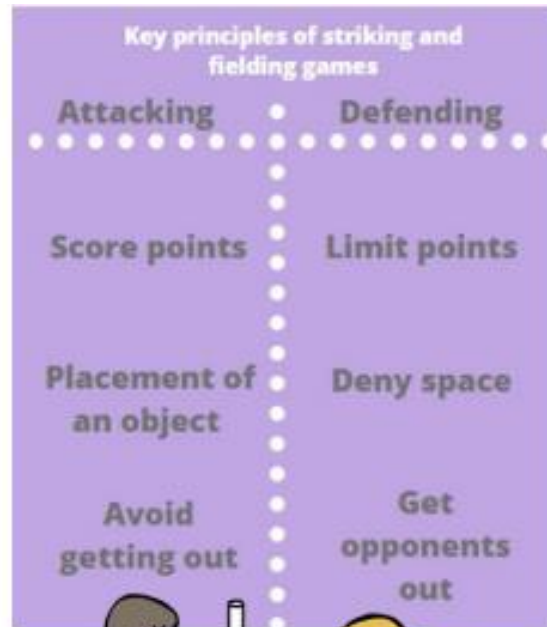 Key principles of striking and
fielding games
Attacking
Defending
Score points
Limit points
Placement of
an object
Deny space
Avoid
getting out
Get
opponents
out